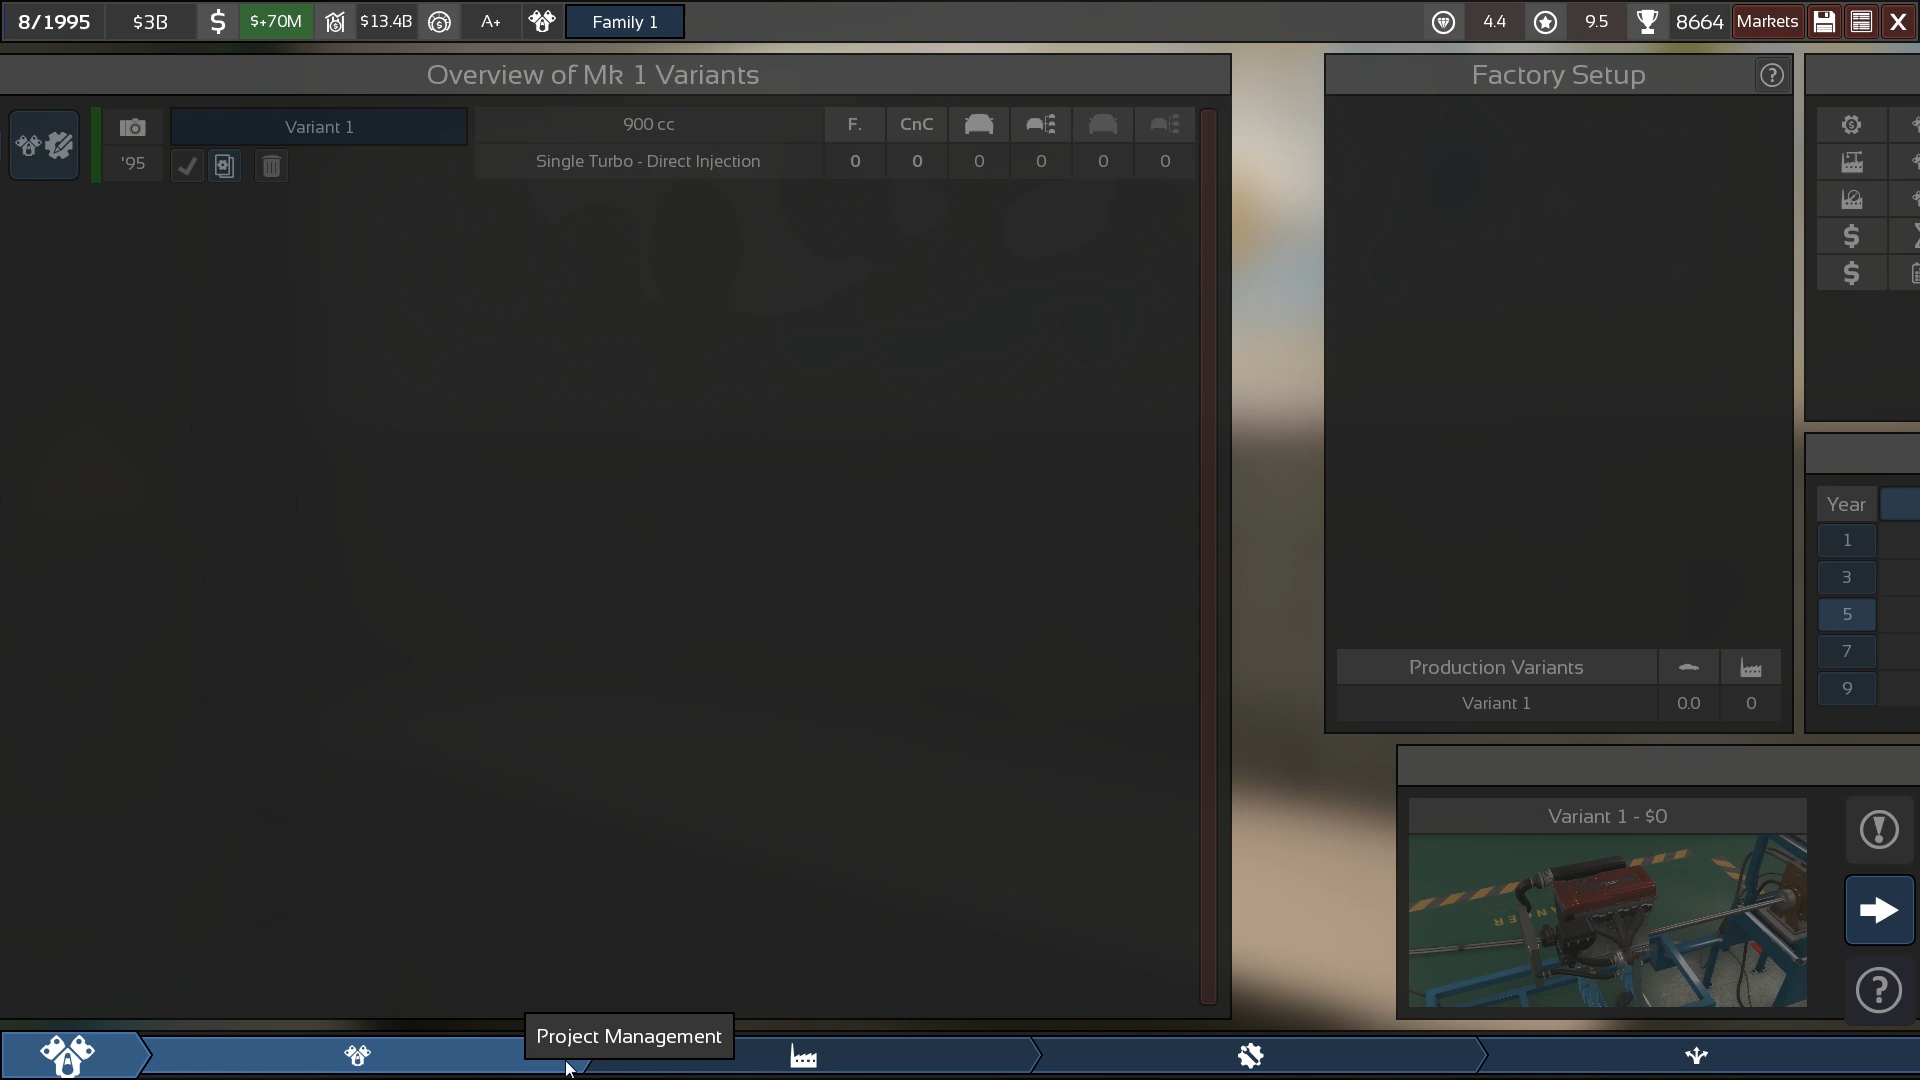 8/1995 $3B $+70M $13.4B A+ Family 1 4.4 9.5 8664 Markets X
Overview of Mk 1 Variants
Factory Setup ?
Variant 1 900 cc F. CnC
'95 Single Turbo - Direct Injection 0 0 0 0 0 0
$
$
Year
1
3
5
7
9
Production Variants
Variant 1 0.0 0
Variant 1 - $0
?
Project Management